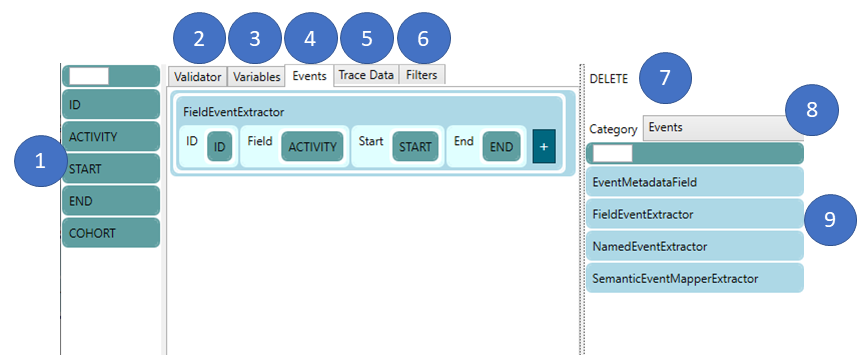 2 3 4 5 6
Validator Variables Events Trace Data Filters
1
ID
ACTIVITY
START
END
COHORT
FieldEventExtractor
ID ID Field ACTIVITY Start START End END +
DELETE 7
8
Category Events
EventMetadataField
FieldEventExtractor
9
NamedEventExtractor
SemanticEventMapperExtractor